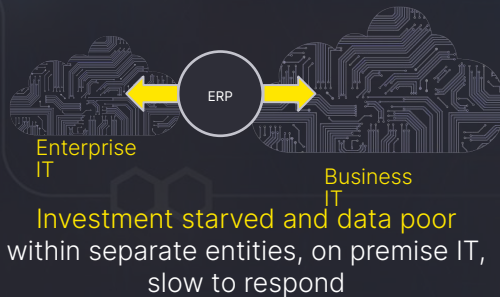 ERP
Enterprise
IT
Business
IT
Investment starved and data poor
within separate entities, on premise IT,
slow to respond